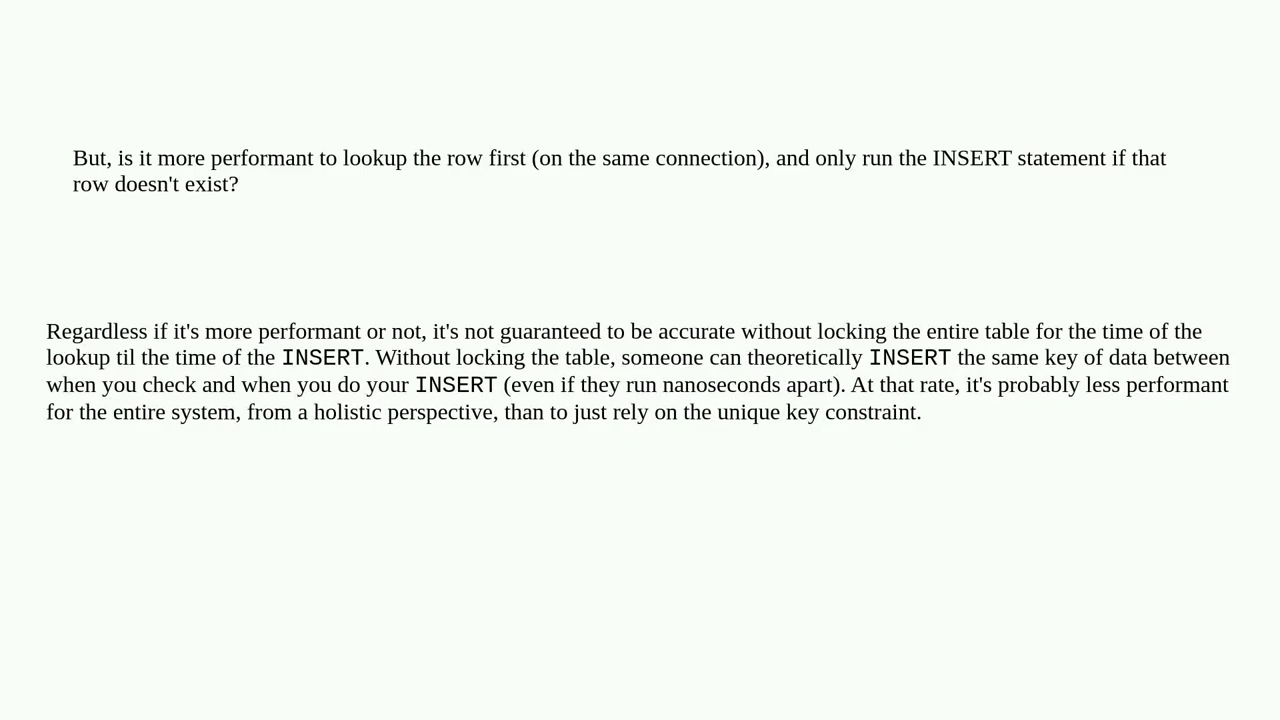 But, is it more performant to lookup the row first (on the same connection), and only run the INSERT statement if that
row doesn't exist?
Regardless if it's more performant or not, it's not guaranteed to be accurate without locking the entire table for the time of the
lookup til the time of the INSERT. Without locking the table, someone can theoretically INSERT the same key of data between
when you check and when you do your INSERT (even if they run nanoseconds apart). At that rate, it's probably less performant
for the entire system, from a holistic perspective, than to just rely on the unique key constraint.